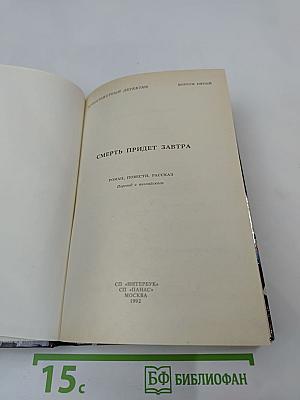 ДЕТЕКТИВ
ВЫПУСК ПЯТЫЙ
СМЕРТЬ ПРИДЕТ ЗАВТРА
РОМАН, ПОВЕСТИ, РАССКАЗ
Перевод с английского
СП «ИНТЕРБУК»
СП «ПАНАС»
МОСКВА
1992
15с
БФ БИБЛИОФАН